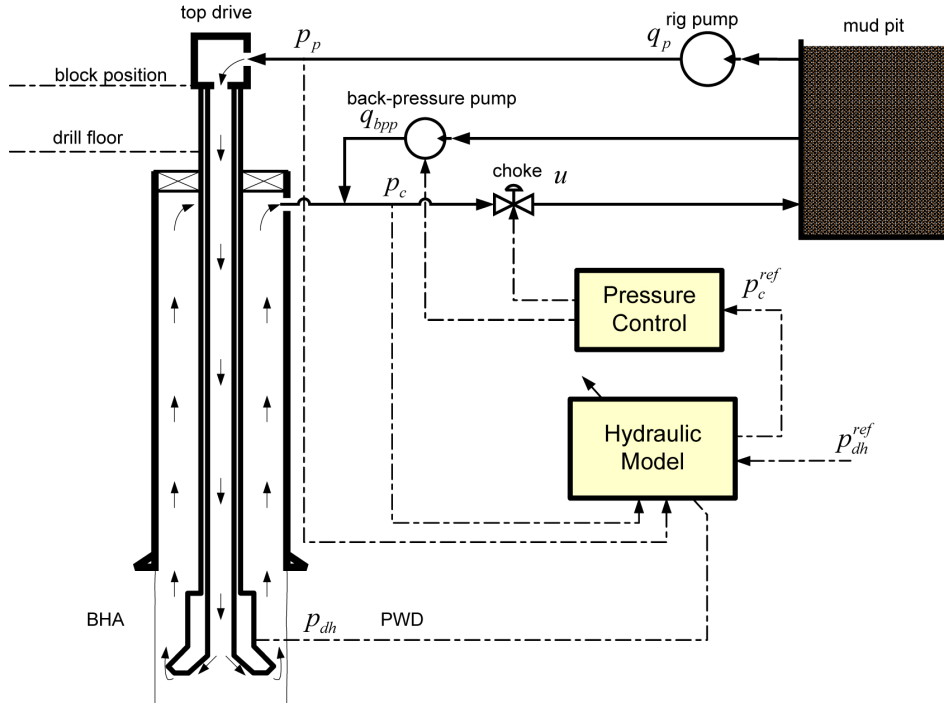 top drive
rig pump
mud pit
p_p
q_p
block position
back-pressure pump
q_bpp
drill floor
choke
p_c
u
Pressure
Control
p_c^ref
Hydraulic
Model
p_dh^ref
BHA
p_dh
PWD